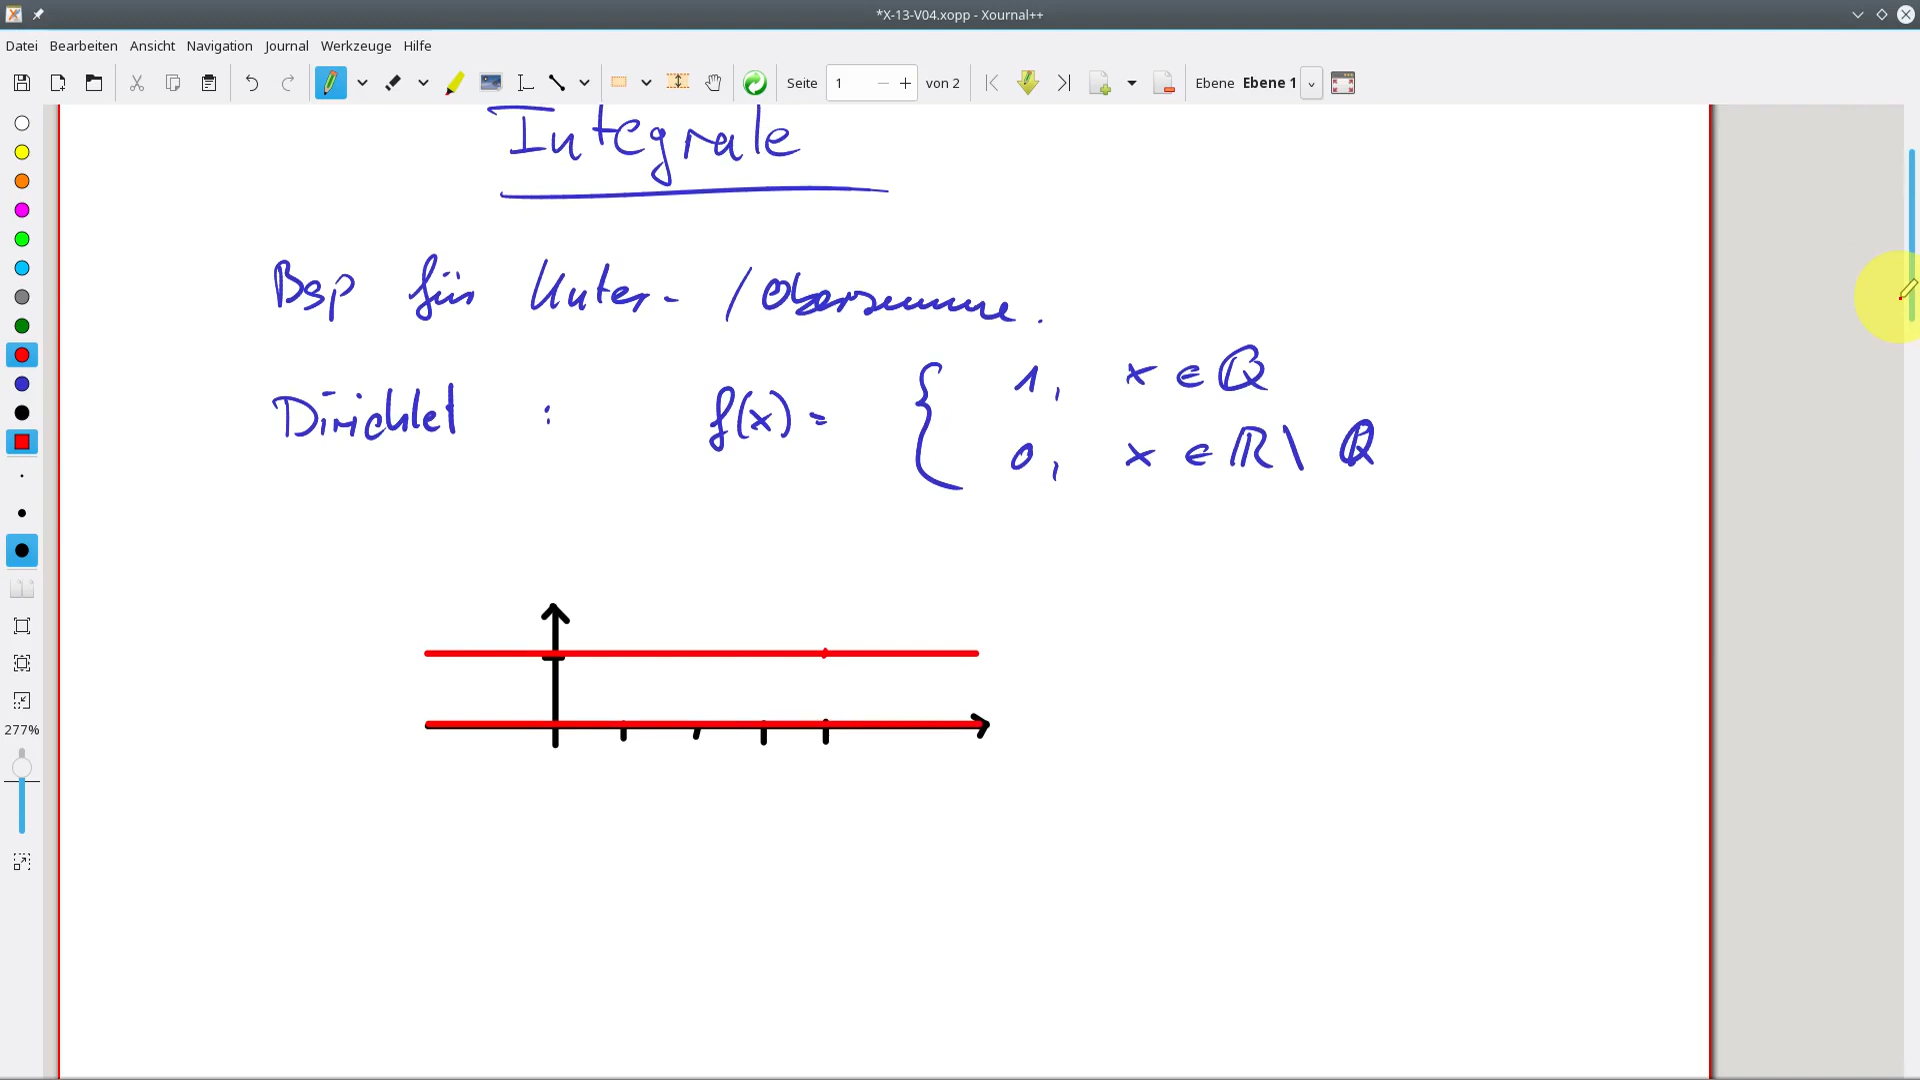 *X-13-V04.xopp - Xournal++
Datei Bearbeiten Ansicht Navigation Journal Werkzeuge Hilfe
Seite 1 von 2 Ebene Ebene 1
Integrale
Bsp für Unter- / Obersumme.
Dirichlet : f(x) = { 1, x ∈ ℚ
0, x ∈ ℝ \ ℚ
277%